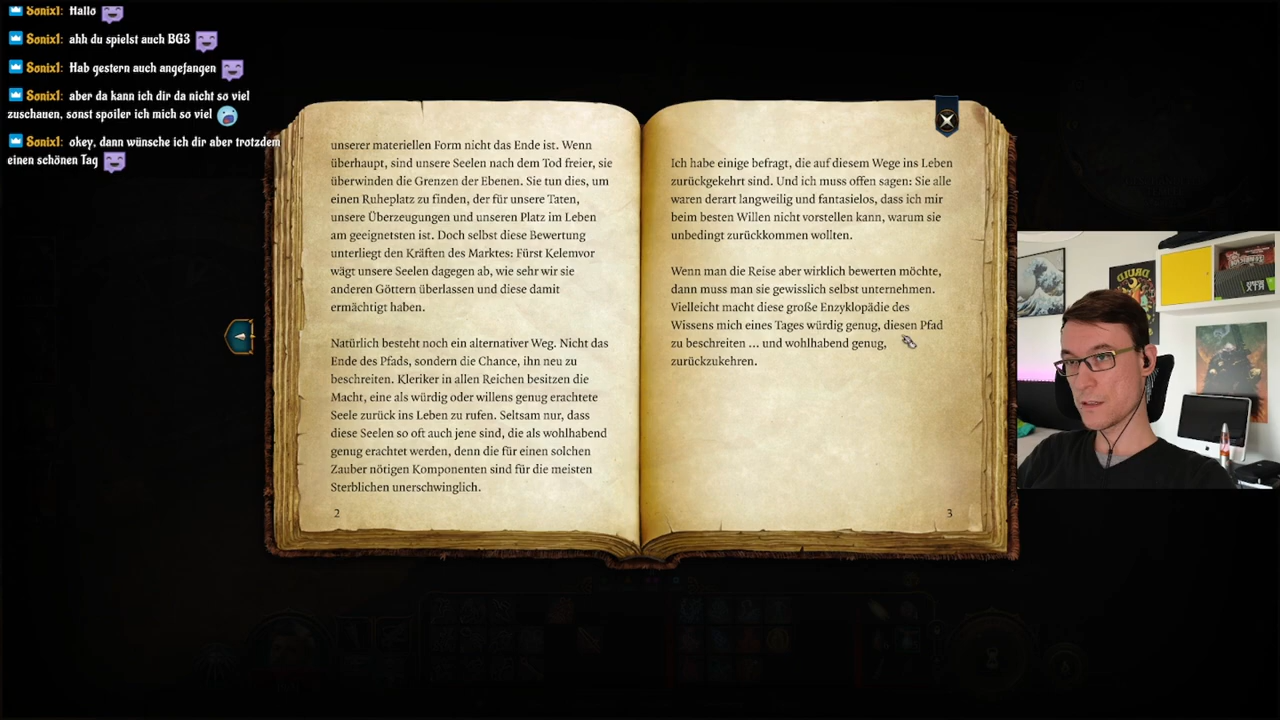 Sønix1: Hallo
Sønix1: ahh du spielst auch BG3
Sønix1: Hab gestern auch angefangen
Sønix1: aber da kann ich dir da nicht so viel
zuschauen, sonst spoiler ich mich so viel
Sønix1: okey, dann wünsche ich dir aber trotzdem
einen schönen Tag
unserer materiellen Form nicht das Ende ist. Wenn
überhaupt, sind unsere Seelen nach dem Tod freier, sie
überwinden die Grenzen der Ebenen. Sie tun dies, um
einen Ruheplatz zu finden, der für unsere Taten,
unsere Überzeugungen und unseren Platz im Leben
am geeignetsten ist. Doch selbst diese Bewertung
unterliegt den Kräften des Marktes: Fürst Kelemvor
wägt unsere Seelen dagegen ab, wie sehr wir sie
anderen Göttern überlassen und diese damit
ermächtigt haben.
Natürlich besteht noch ein alternativer Weg. Nicht das
Ende des Pfads, sondern die Chance, ihn neu zu
beschreiten. Kleriker in allen Reichen besitzen die
Macht, eine als würdig oder willens genug erachtete
Seele zurück ins Leben zu rufen. Seltsam nur, dass
diese Seelen so oft auch jene sind, die als wohlhabend
genug erachtet werden, denn die für einen solchen
Zauber nötigen Komponenten sind für die meisten
Sterblichen unerschwinglich.
2
Ich habe einige befragt, die auf diesem Wege ins Leben
zurückgekehrt sind. Und ich muss offen sagen: Sie alle
waren derart langweilig und fantasielos, dass ich mir
beim besten Willen nicht vorstellen kann, warum sie
unbedingt zurückkommen wollten.
Wenn man die Reise aber wirklich bewerten möchte,
dann muss man sie gewisslich selbst unternehmen.
Vielleicht macht diese große Enzyklopädie des
Wissens mich eines Tages würdig genug, diesen Pfad
zu beschreiten ... und wohlhabend genug,
zurückzukehren.
3